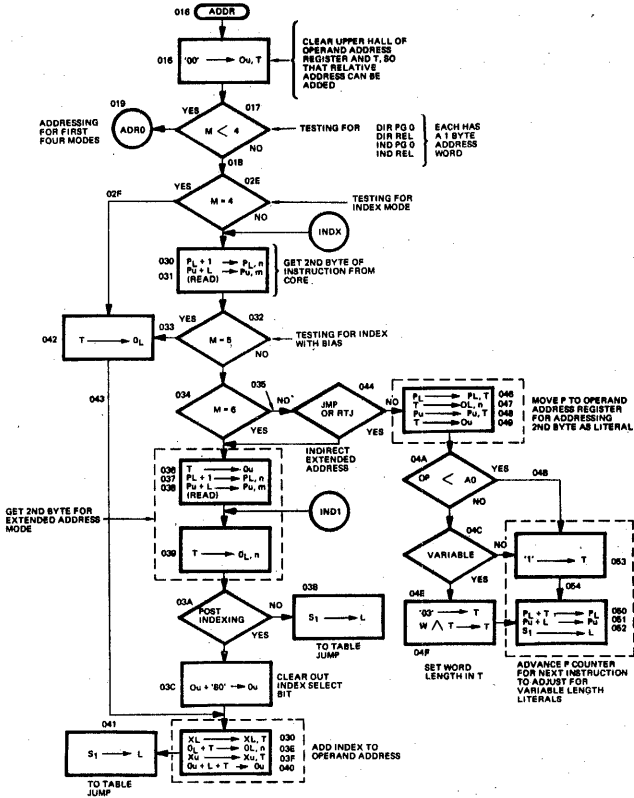 016
ADDR
016
'00' → Ou, T
CLEAR UPPER HALL OF
OPERAND ADDRESS
REGISTER AND T, SO
THAT RELATIVE
ADDRESS CAN BE
ADDED
019
ADDRESSING
FOR FIRST
FOUR MODES
ADR0
YES
017
M < 4
NO
TESTING FOR
DIR PG 0
DIR REL
IND PG 0
IND REL
EACH HAS
A 1 BYTE
ADDRESS
WORD
01B
02F
YES
02E
M = 4
NO
TESTING FOR
INDEX MODE
INDX
030
031
PL + 1 → PL, n
Pu + L → Pu, m
(READ)
GET 2ND BYTE OF
INSTRUCTION FROM
CORE
YES
032
033
042
T → 0L
M = 5
NO
TESTING FOR INDEX
WITH BIAS
043
034
M = 6
035
NO
YES
044
JMP
OR RTJ
NO
YES
INDIRECT
EXTENDED
ADDRESS
PL → PL, T
T → OL, n
Pu → Pu, T
T → Ou
046
047
048
049
MOVE P TO OPERAND
ADDRESS REGISTER
FOR ADDRESSING
2ND BYTE AS LITERAL
036
037
038
T → Ou
PL + 1 → PL, n
Pu + L → Pu, m
(READ)
IND1
GET 2ND BYTE FOR
EXTENDED ADDRESS
MODE
039
T → 0L, n
04A
OP < A0
YES
04B
NO
04C
VARIABLE
NO
YES
'1' → T
053
054
04E
'03' → T
W ∧ T → T
04F
SET WORD
LENGTH IN T
PL + T → PL
Pu + L → Pu
S1 → L
050
051
052
ADVANCE P COUNTER
FOR NEXT INSTRUCTION
TO ADJUST FOR
VARIABLE LENGTH
LITERALS
03A
POST
INDEXING
NO
YES
03B
S1 → L
TO TABLE
JUMP
03C
Ou + '80' → Ou
CLEAR OUT
INDEX SELECT
BIT
041
S1 → L
TO TABLE
JUMP
XL → XL, T
0L + T → 0L, n
Xu → Xu, T
Ou + L + T → Ou
030
03E
03F
040
ADD INDEX TO
OPERAND ADDRESS